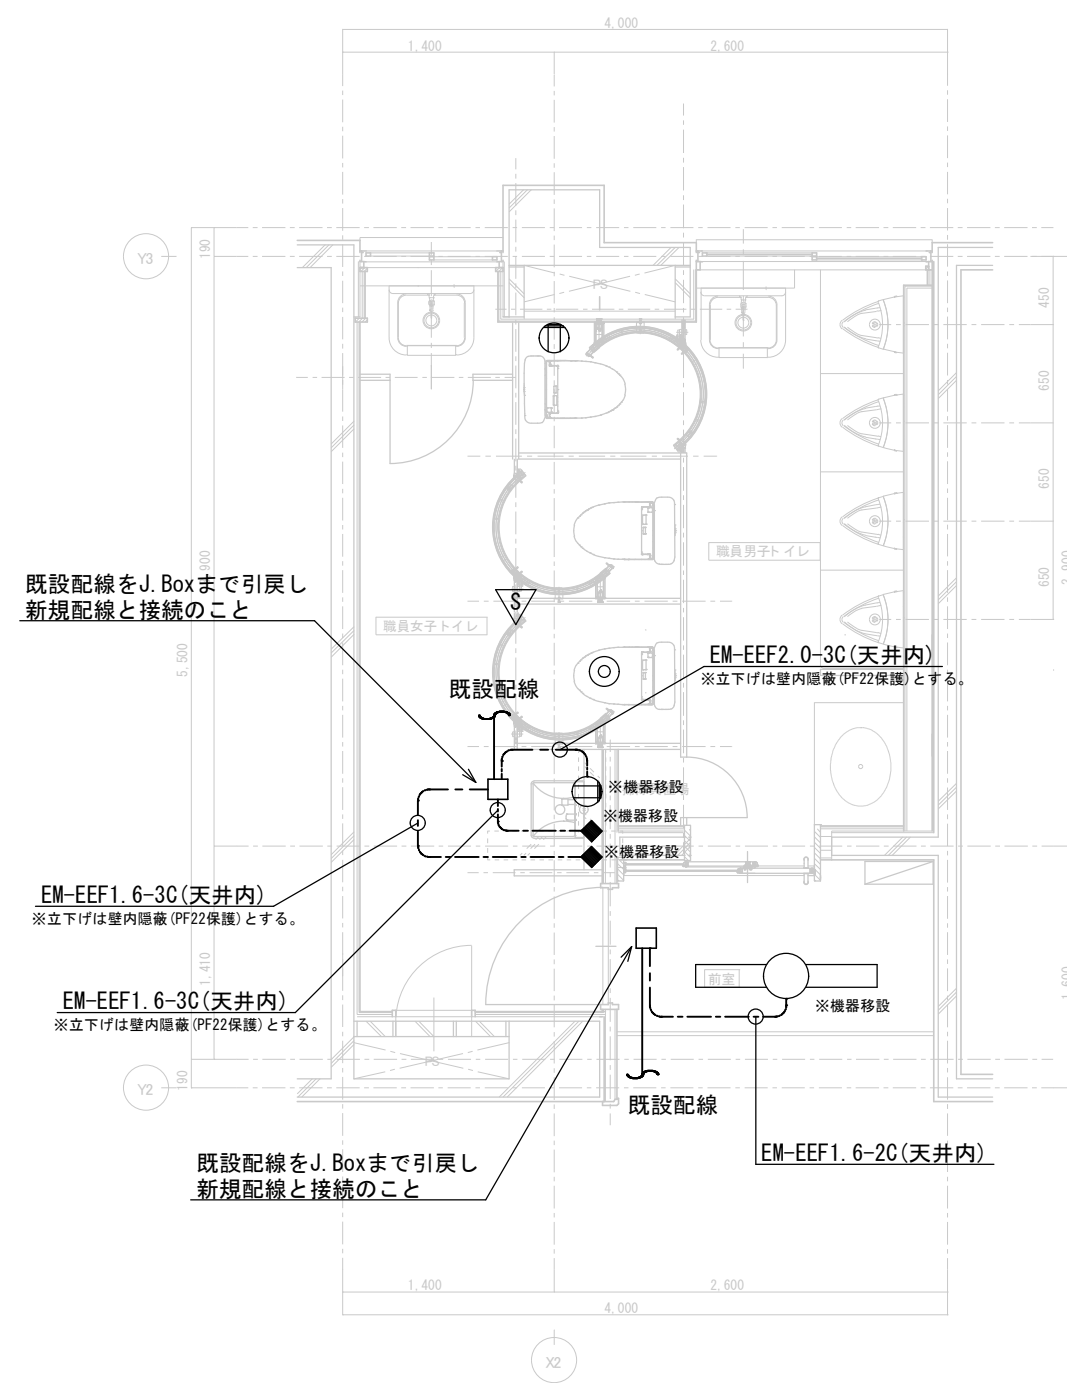 4,000
1,400
2,600
Y3
190
PS
450
650
650
650
職員男子トイレ
900
5,500
既設配線をJ.Boxまで引戻し
新規配線と接続のこと
S
職員女子トイレ
EM-EEF2.0-3C(天井内)
※立下げは壁内隠蔽(PF22保護)とする。
既設配線
※機器移設
※機器移設
※機器移設
EM-EEF1.6-3C(天井内)
※立下げは壁内隠蔽(PF22保護)とする。
1,410
前室
※機器移設
EM-EEF1.6-3C(天井内)
※立下げは壁内隠蔽(PF22保護)とする。
PS
Y2
190
既設配線
EM-EEF1.6-2C(天井内)
既設配線をJ.Boxまで引戻し
新規配線と接続のこと
1,400
2,600
4,000
X2